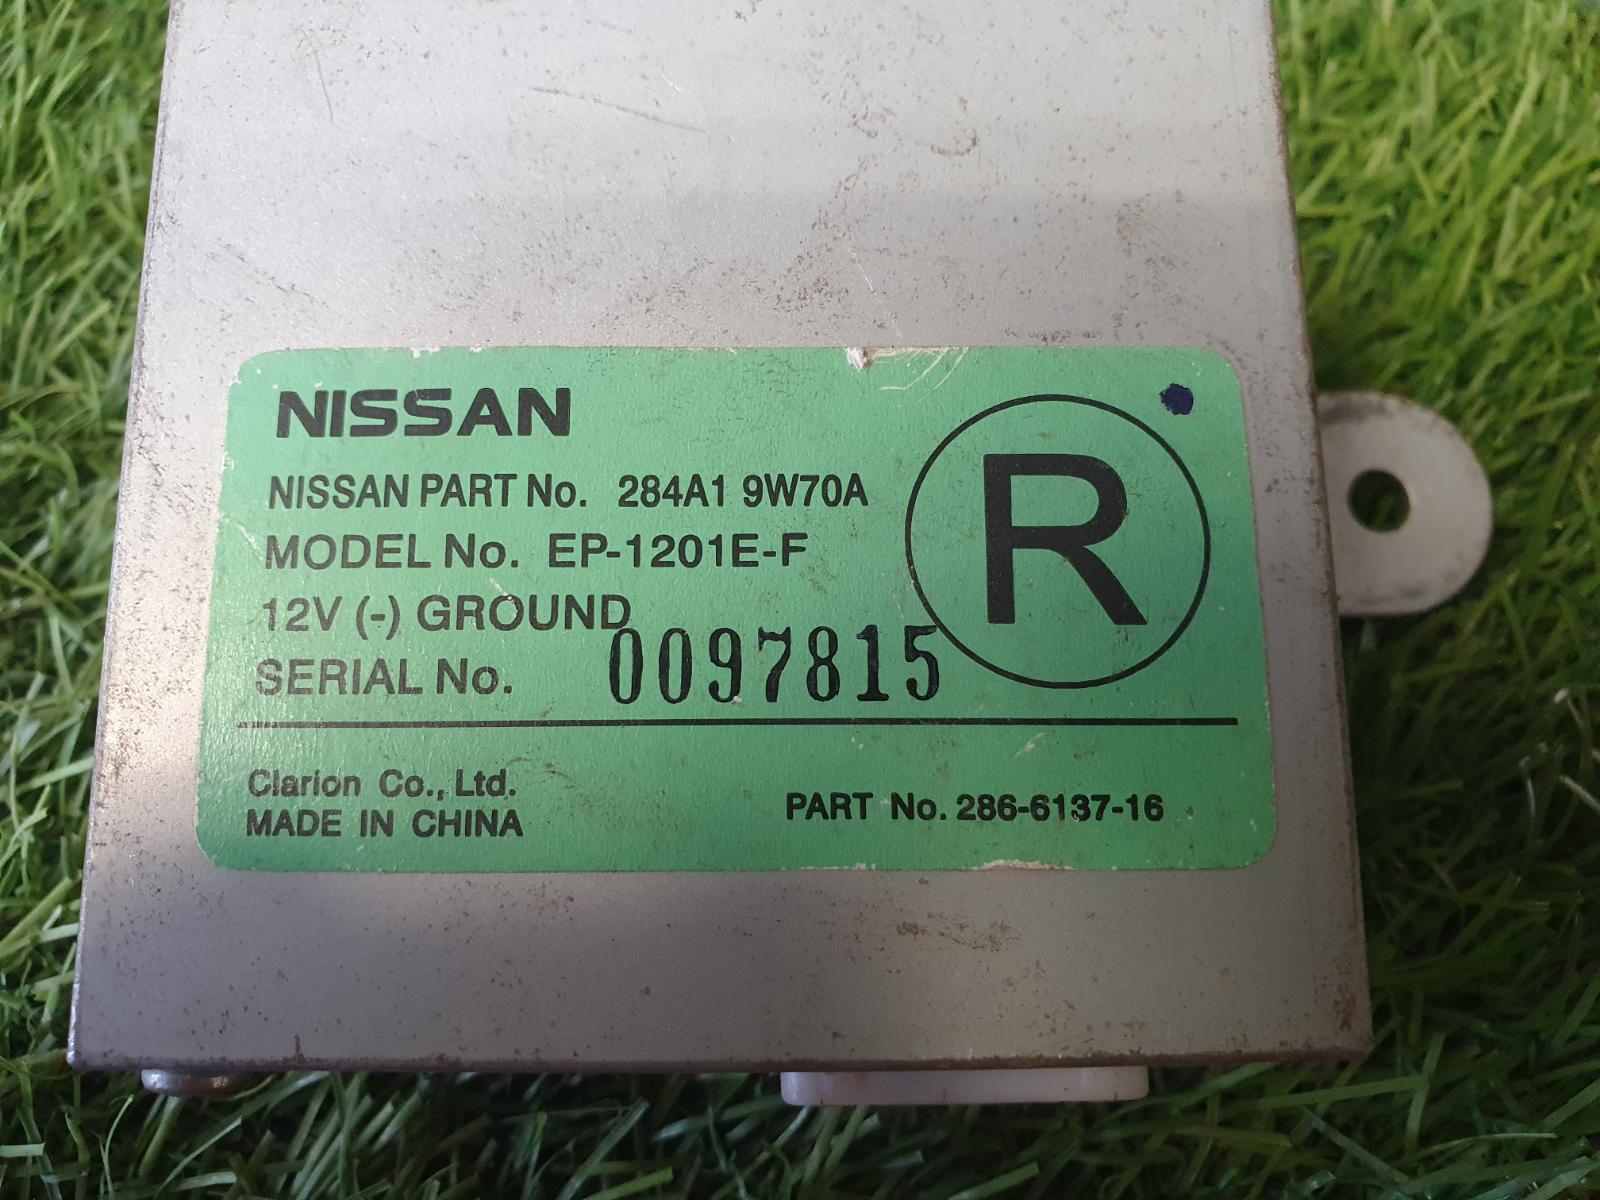 NISSAN
NISSAN PART No. 284A1 9W70A
MODEL No. EP-1201E-F
12V (-) GROUND
SERIAL No. 0097815
R
Clarion Co., Ltd.
MADE IN CHINA
PART No. 286-6137-16